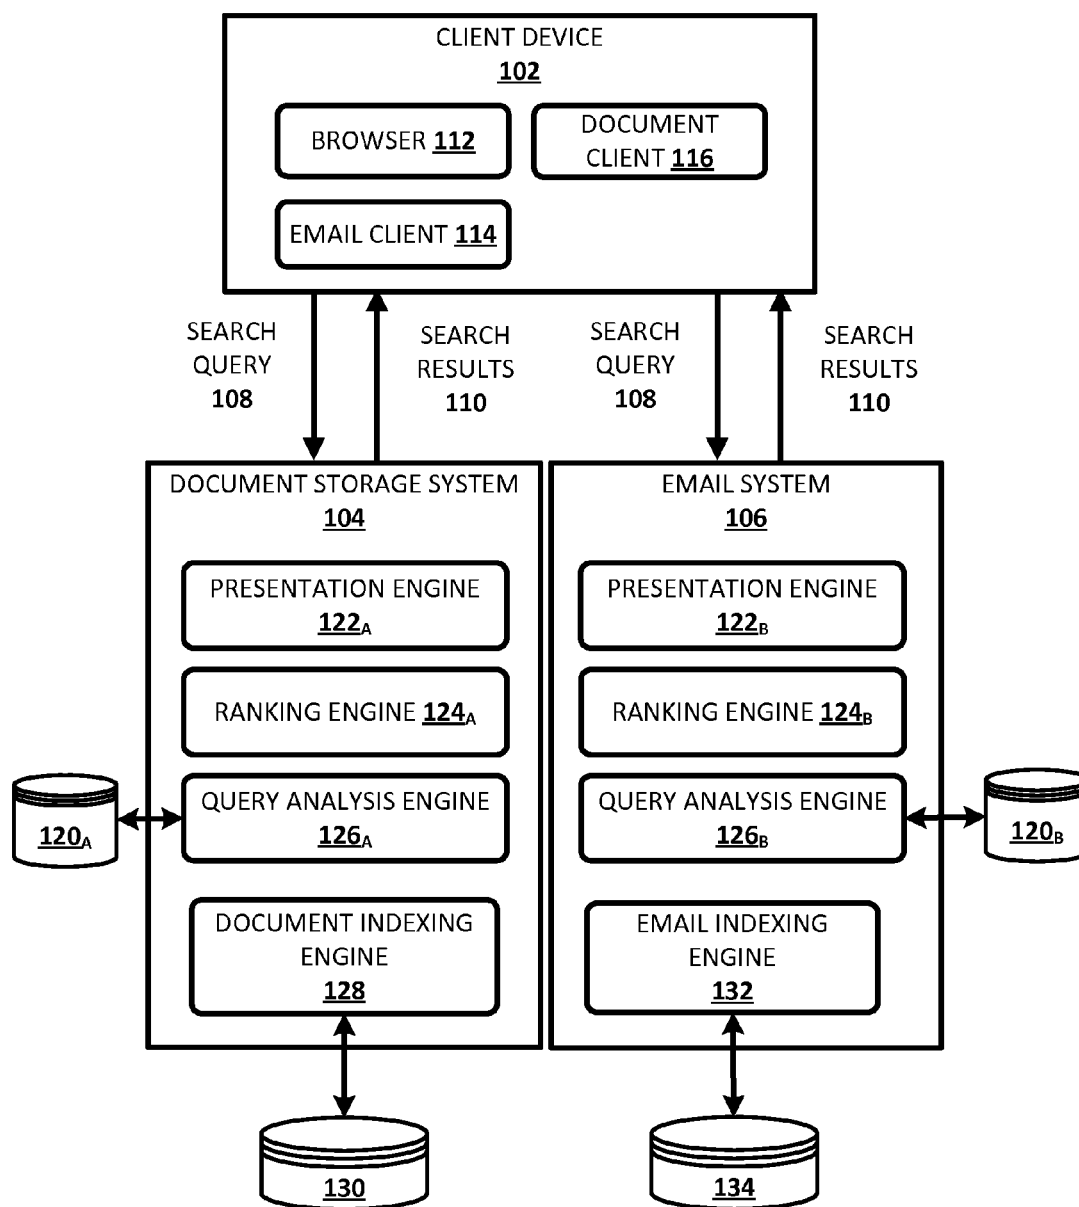 CLIENT DEVICE
102
BROWSER 112
DOCUMENT
CLIENT 116
EMAIL CLIENT 114
SEARCH
QUERY
108
SEARCH
RESULTS
110
SEARCH
QUERY
108
SEARCH
RESULTS
110
DOCUMENT STORAGE SYSTEM
104
PRESENTATION ENGINE
122A
RANKING ENGINE 124A
QUERY ANALYSIS ENGINE
126A
120A
DOCUMENT INDEXING
ENGINE
128
130
EMAIL SYSTEM
106
PRESENTATION ENGINE
122B
RANKING ENGINE 124B
QUERY ANALYSIS ENGINE
126B
120B
EMAIL INDEXING
ENGINE
132
134